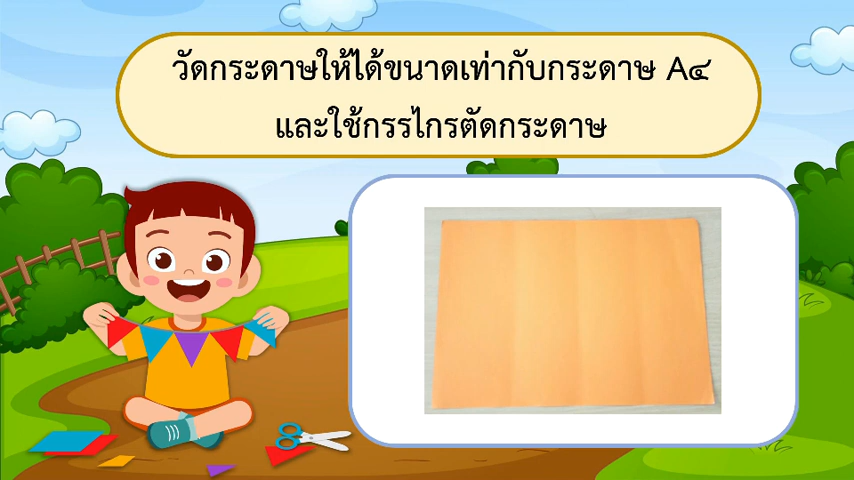 วัดกระดาษให้ได้ขนาดเท่ากับกระดาษ A๔
และใช้กรรไกรตัดกระดาษ